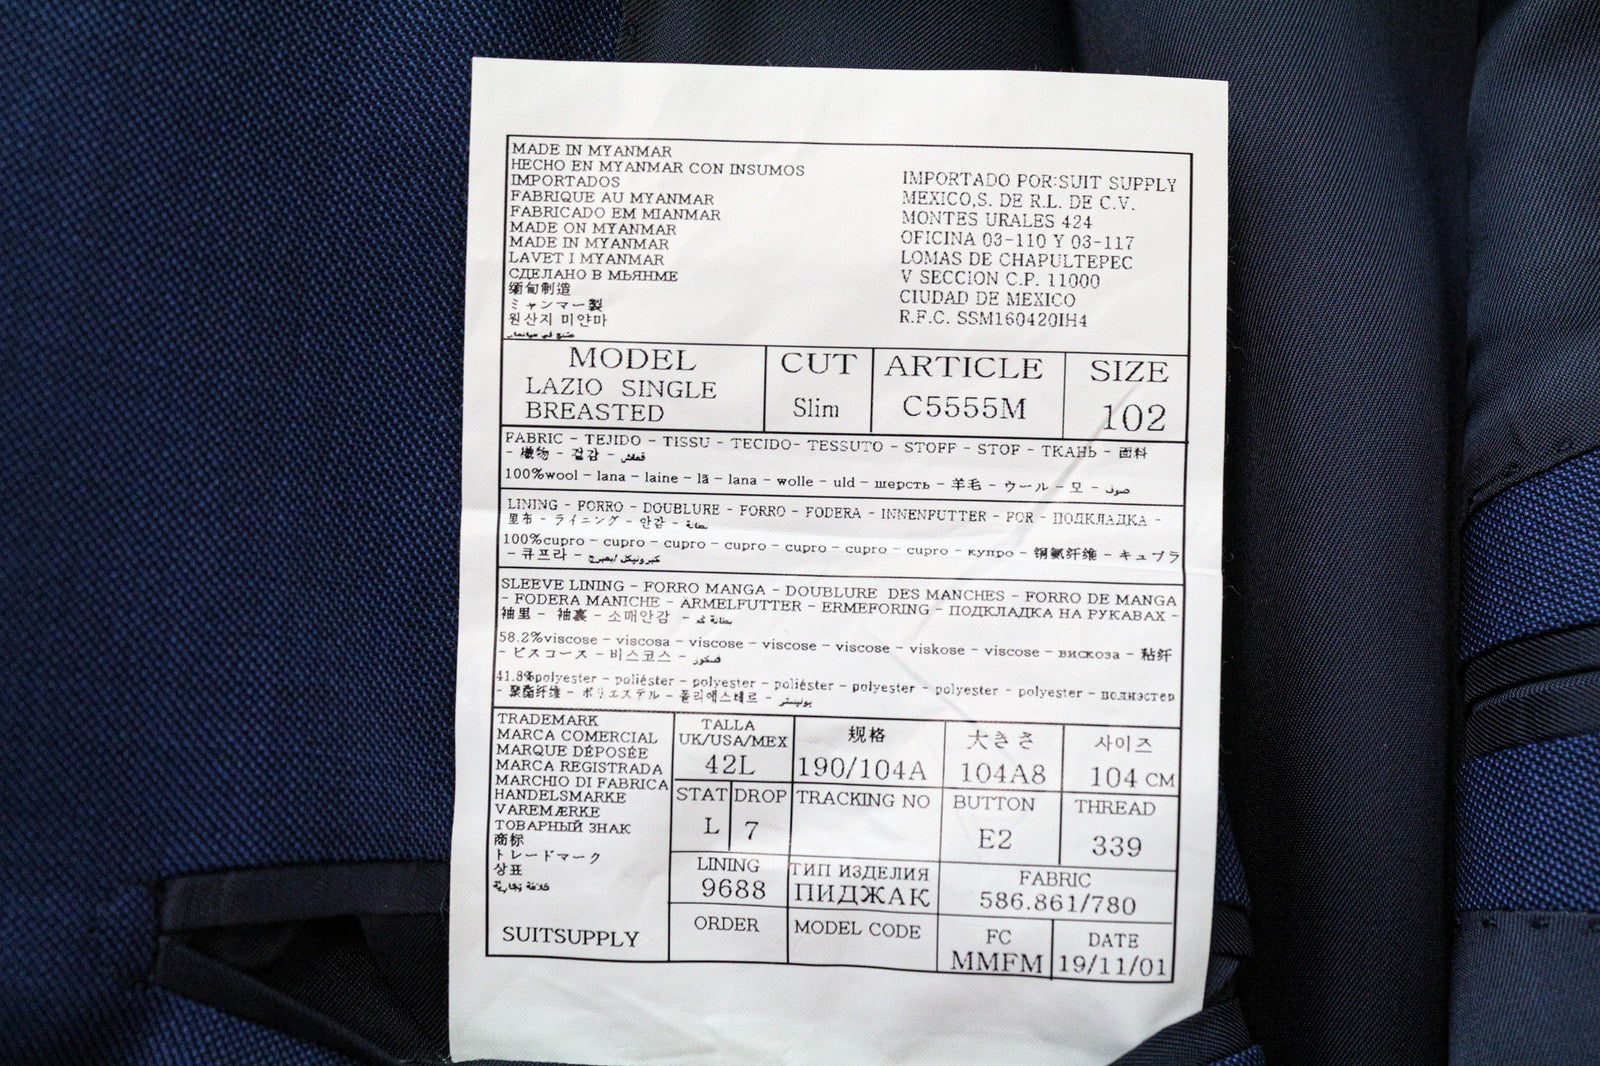 MADE IN MYANMAR
HECHO EN MYANMAR CON INSUMOS
IMPORTADOS
FABRIQUE AU MYANMAR
FABRICADO EM MIANMAR
MADE ON MYANMAR
MADE IN MYANMAR
LAVET I MYANMAR
СДЕЛАНО В МЬЯНМЕ
缅甸制造
ミャンマー製
원산지 미얀마
صنع في ميانمار
IMPORTADO POR:SUIT SUPPLY
MEXICO,S. DE R.L. DE C.V.
MONTES URALES 424
OFICINA 03-110 Y 03-117
LOMAS DE CHAPULTEPEC
V SECCION C.P. 11000
CIUDAD DE MEXICO
R.F.C. SSM160420IH4
MODEL
LAZIO SINGLE
BREASTED
CUT
Slim
ARTICLE
C5555M
SIZE
102
FABRIC - TEJIDO - TISSU - TECIDO- TESSUTO - STOFF - STOF - ТКАНЬ - 面料
- 織物 - 겉감 - قماش
100%wool - lana - laine - lã - lana - wolle - uld - шерсть - 羊毛 - ウール - 모 - صوف
LINING - FORRO - DOUBLURE - FORRO - FODERA - INNENFUTTER - FOR - ПОДКЛАДКА -
里布 - ライニング - 안감 - بطانة
100%cupro - cupro - cupro - cupro - cupro - cupro - cupro - купро - 铜氨纤维 - キュプラ
- 큐프라 -
SLEEVE LINING - FORRO MANGA - DOUBLURE DES MANCHES - FORRO DE MANGA
- FODERA MANICHE - ARMELFUTTER - ERMEFORING - ПОДКЛАДКА НА РУКАВАХ -
袖里 - 袖裏 - 소매안감 - بطانة كم
58.2%viscose - viscosa - viscose - viscose - viscose - viskose - viscose - вискоза - 粘纤
- ビスコース - 비스코스 - فسكوز
41.8%polyester - poliéster - polyester - poliéster - polyester - polyester - polyester - полиэстер
- 聚酯纤维 - ポリエステル - 폴리에스테르 -
TRADEMARK
MARCA COMERCIAL
MARQUE DÉPOSÉE
MARCA REGISTRADA
MARCHIO DI FABRICA
HANDELSMARKE
VAREMÆRKE
ТОВАРНЫЙ ЗНАК
商标
トレードマーク
상표
علامة تجارية
SUITSUPPLY
TALLA
UK/USA/MEX
42L
规格
190/104A
大きさ
104A8
사이즈
104 CM
STAT
L
DROP
7
TRACKING NO
BUTTON
E2
THREAD
339
LINING
9688
ТИП ИЗДЕЛИЯ
ПИДЖАК
FABRIC
586.861/780
ORDER
MODEL CODE
FC
MMFM
DATE
19/11/01